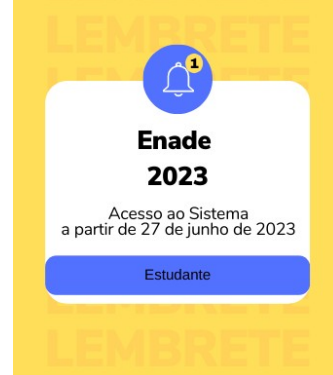 LEMBRETE
LEMBRETE
1
Enade
2023
Acesso ao Sistema
a partir de 27 de junho de 2023
Estudante
LEMBRETE
LEMBRETE